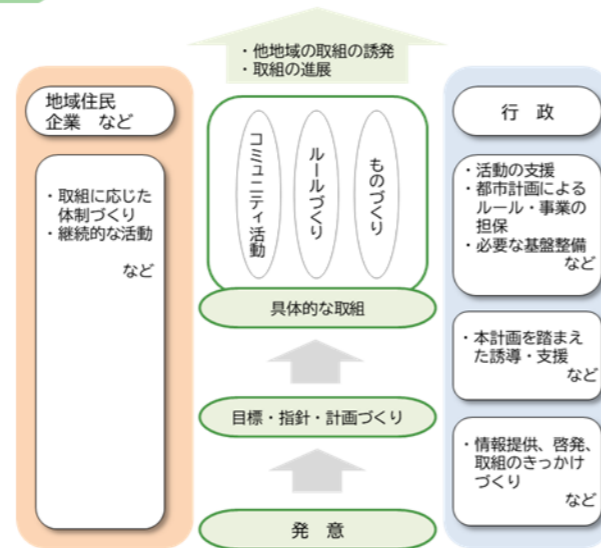 ・他地域の取組の誘発
・取組の進展
地域住民
企業　など
・取組に応じた
体制づくり
・継続的な活動
など
コミュニティ活動
ルールづくり
ものづくり
具体的な取組
目標・指針・計画づくり
発　意
行　政
・活動の支援
・都市計画による
ルール・事業の
担保
・必要な基盤整備
など
・本計画を踏まえ
た誘導・支援
など
・情報提供、啓発、
取組のきっかけ
づくり
など